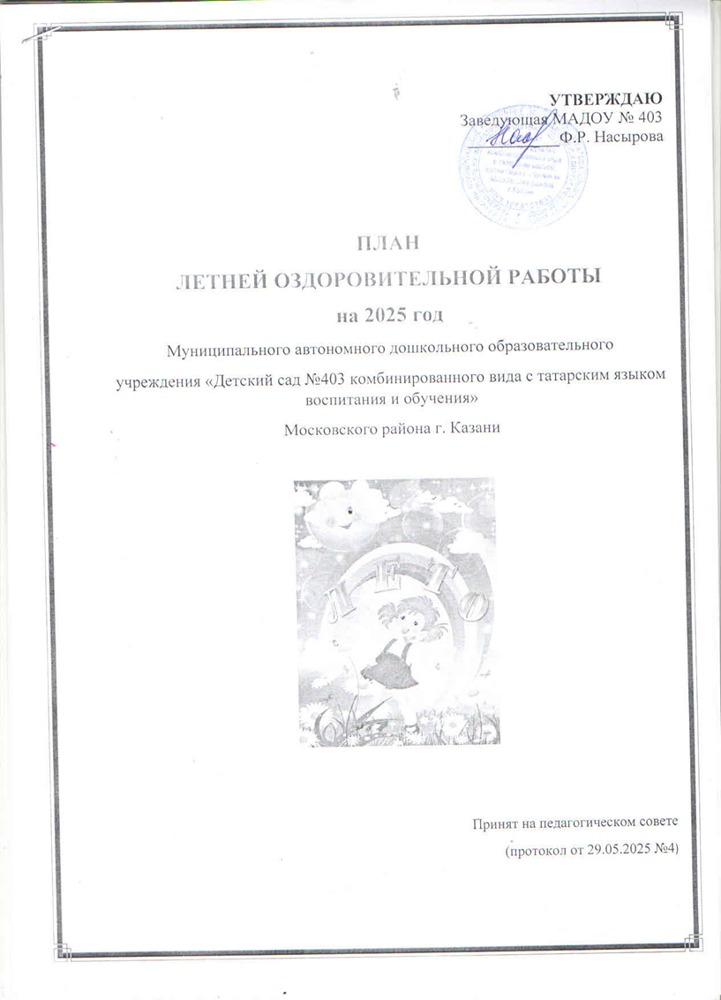 УТВЕРЖДАЮ
Заведующая МАДОУ № 403
Ф.Р. Насырова
ПЛАН
ЛЕТНЕЙ ОЗДОРОВИТЕЛЬНОЙ РАБОТЫ
на 2025 год
Муниципального автономного дошкольного образовательного
учреждения «Детский сад №403 комбинированного вида с татарским языком
воспитания и обучения»
Московского района г. Казани
ЛЕТО
Принят на педагогическом совете
(протокол от 29.05.2025 №4)